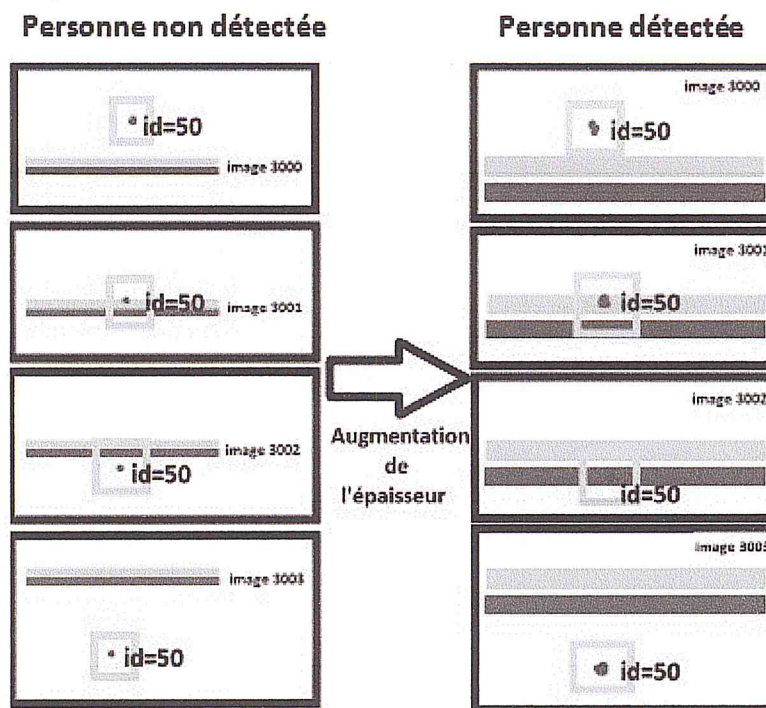 Personne non détectée
Personne détectée
id=50
image 3000
image 3000
id=50
id=50
image 3001
image 3001
id=50
image 3002
id=50
image 3002
id=50
Augmentation
de
l'épaisseur
image 3003
id=50
image 3003
id=50